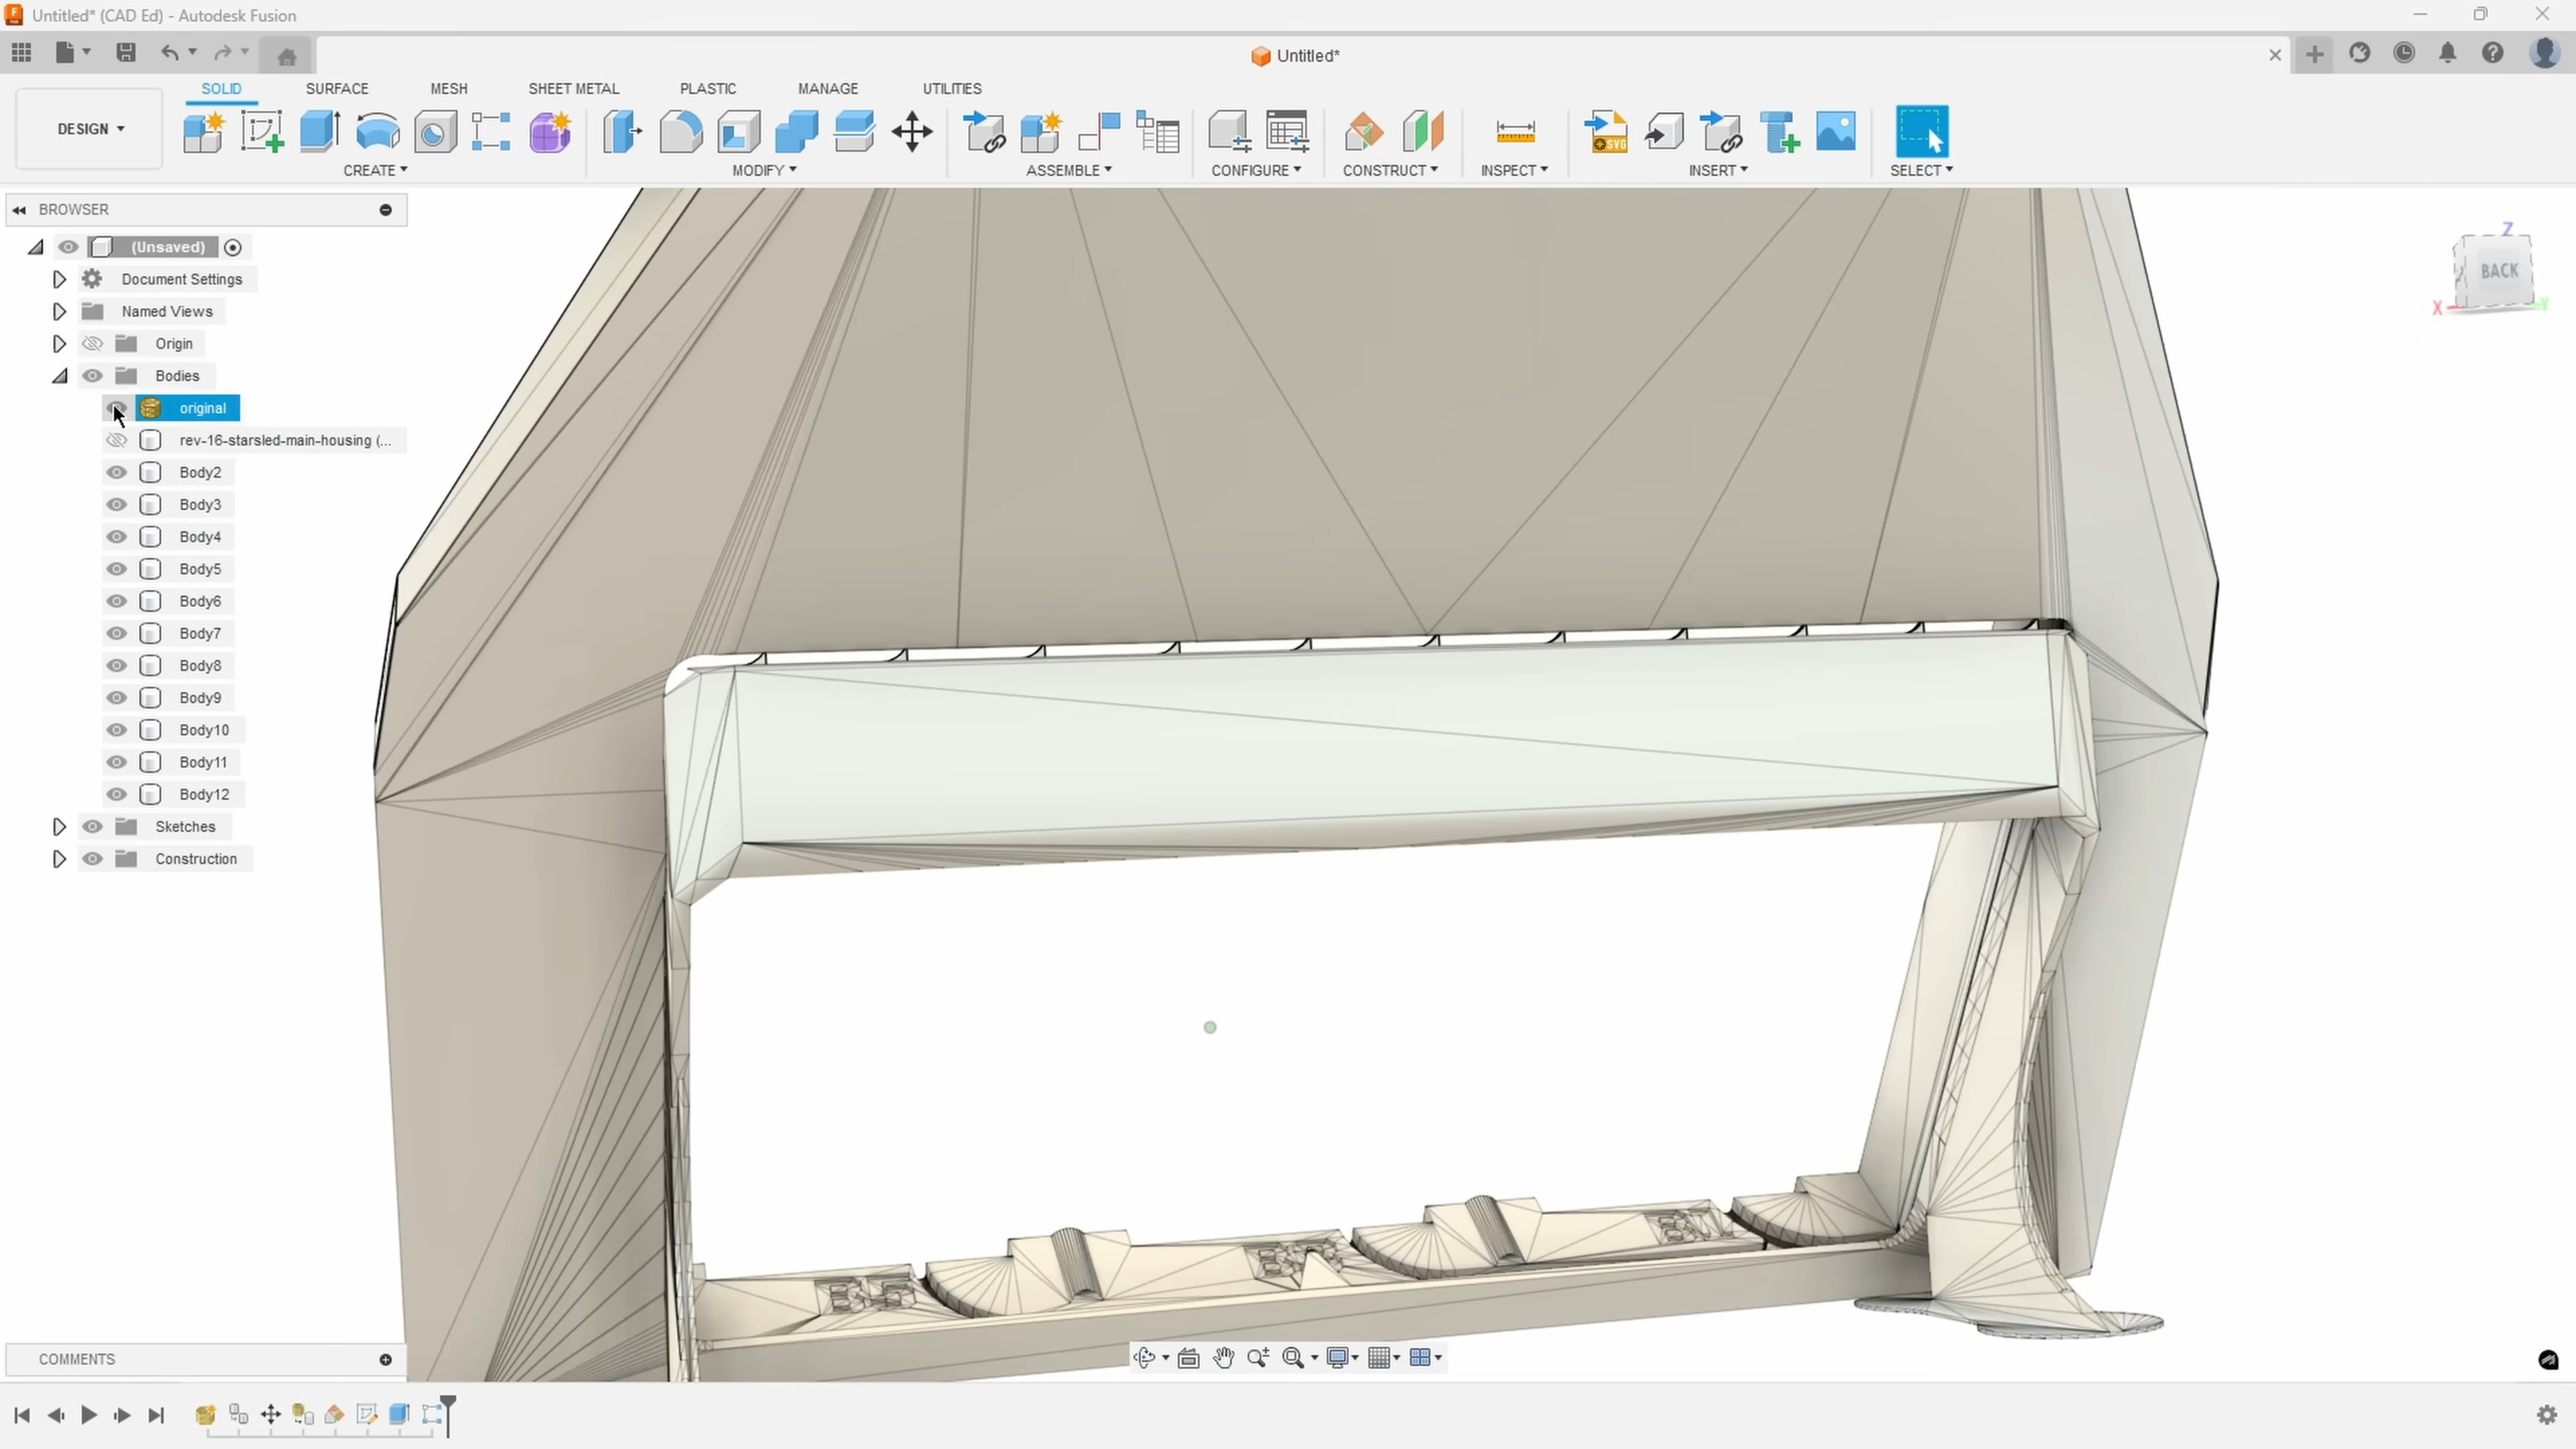 Untitled* (CAD Ed) - Autodesk Fusion
Untitled*
SOLID SURFACE MESH SHEET METAL PLASTIC MANAGE UTILITIES
DESIGN
SVG
CREATE MODIFY ASSEMBLE CONFIGURE CONSTRUCT INSPECT INSERT SELECT
BROWSER
(Unsaved)
Document Settings
Named Views
Origin
Bodies
original
rev-16-starsled-main-housing (...
Body2
Body3
Body4
Body5
Body6
Body7
Body8
Body9
Body10
Body11
Body12
Sketches
Construction
Z
BACK
X
Y
COMMENTS